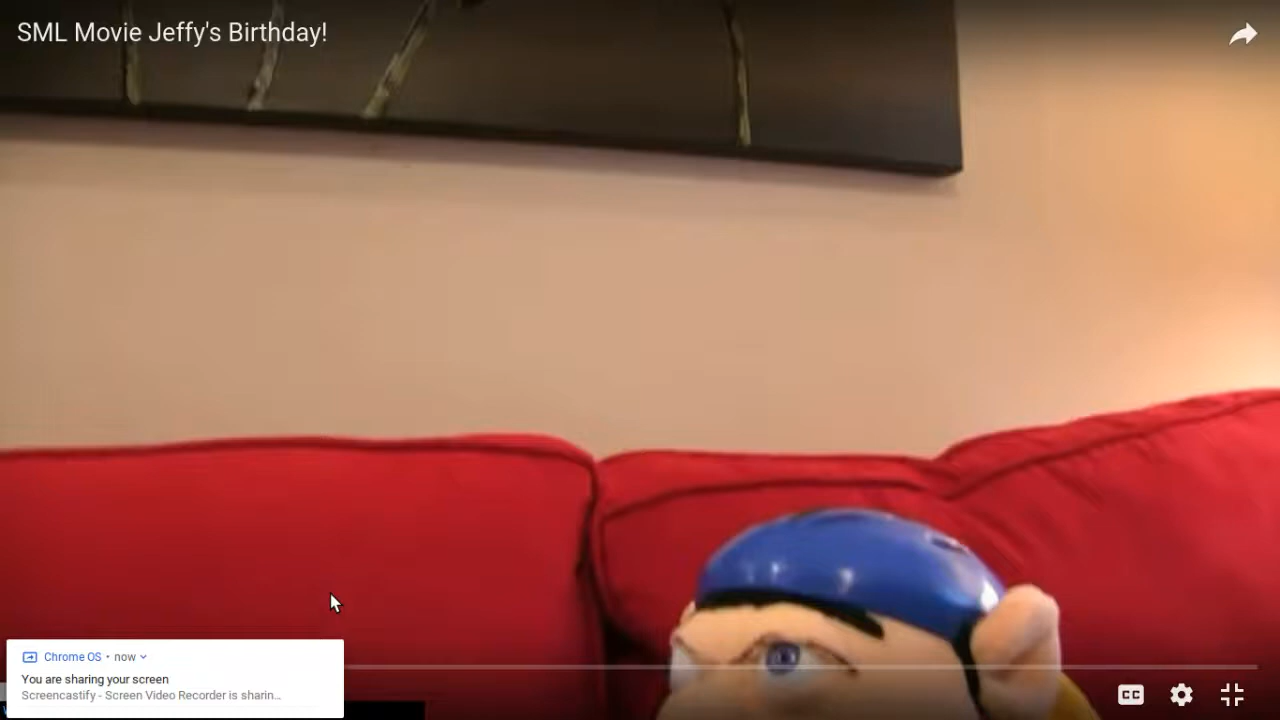 SML Movie Jeffy's Birthday!
Chrome OS • now
You are sharing your screen
Screencastify - Screen Video Recorder is sharin...
CC